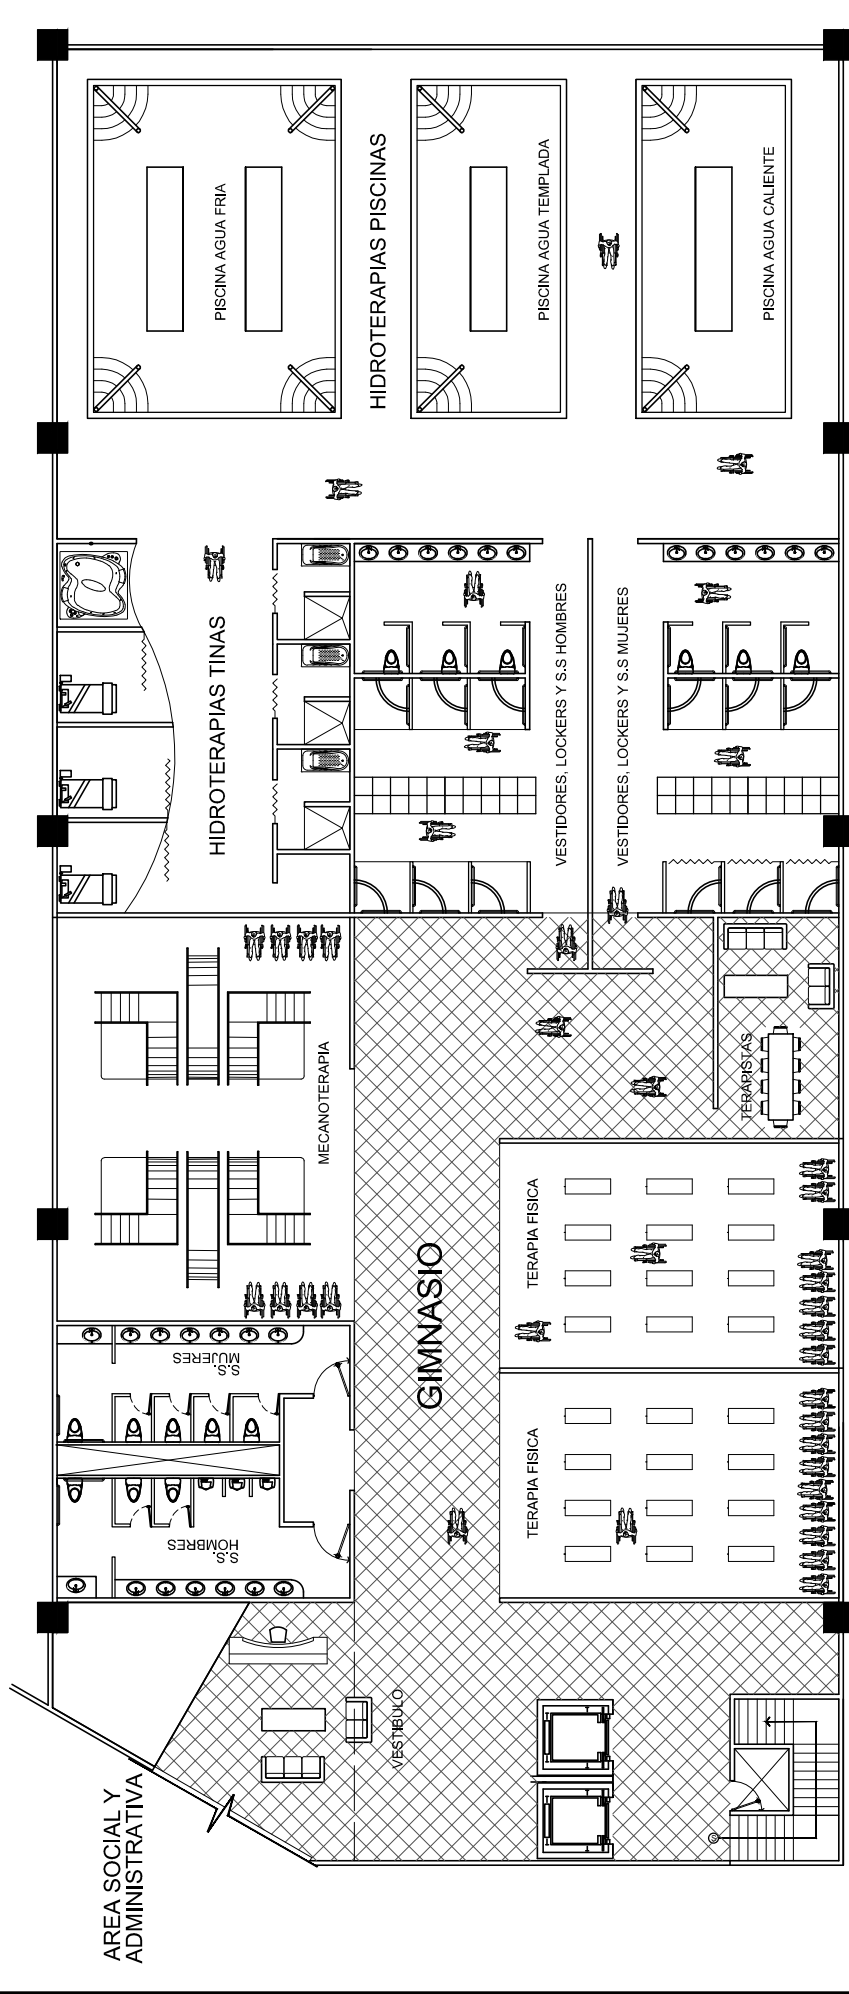 PISCINA AGUA FRIA
HIDROTERAPIAS PISCINAS
PISCINA AGUA TEMPLADA
PISCINA AGUA CALIENTE
HIDROTERAPIAS TINAS
VESTIDORES, LOCKERS Y S.S HOMBRES
VESTIDORES, LOCKERS Y S.S MUJERES
MECANOTERAPIA
TERAPISTAS
GIMNASIO
TERAPIA FISICA
TERAPIA FISICA
S.S.
MUJERES
S.S.
HOMBRES
VESTIBULO
S
AREA SOCIAL Y
ADMINISTRATIVA